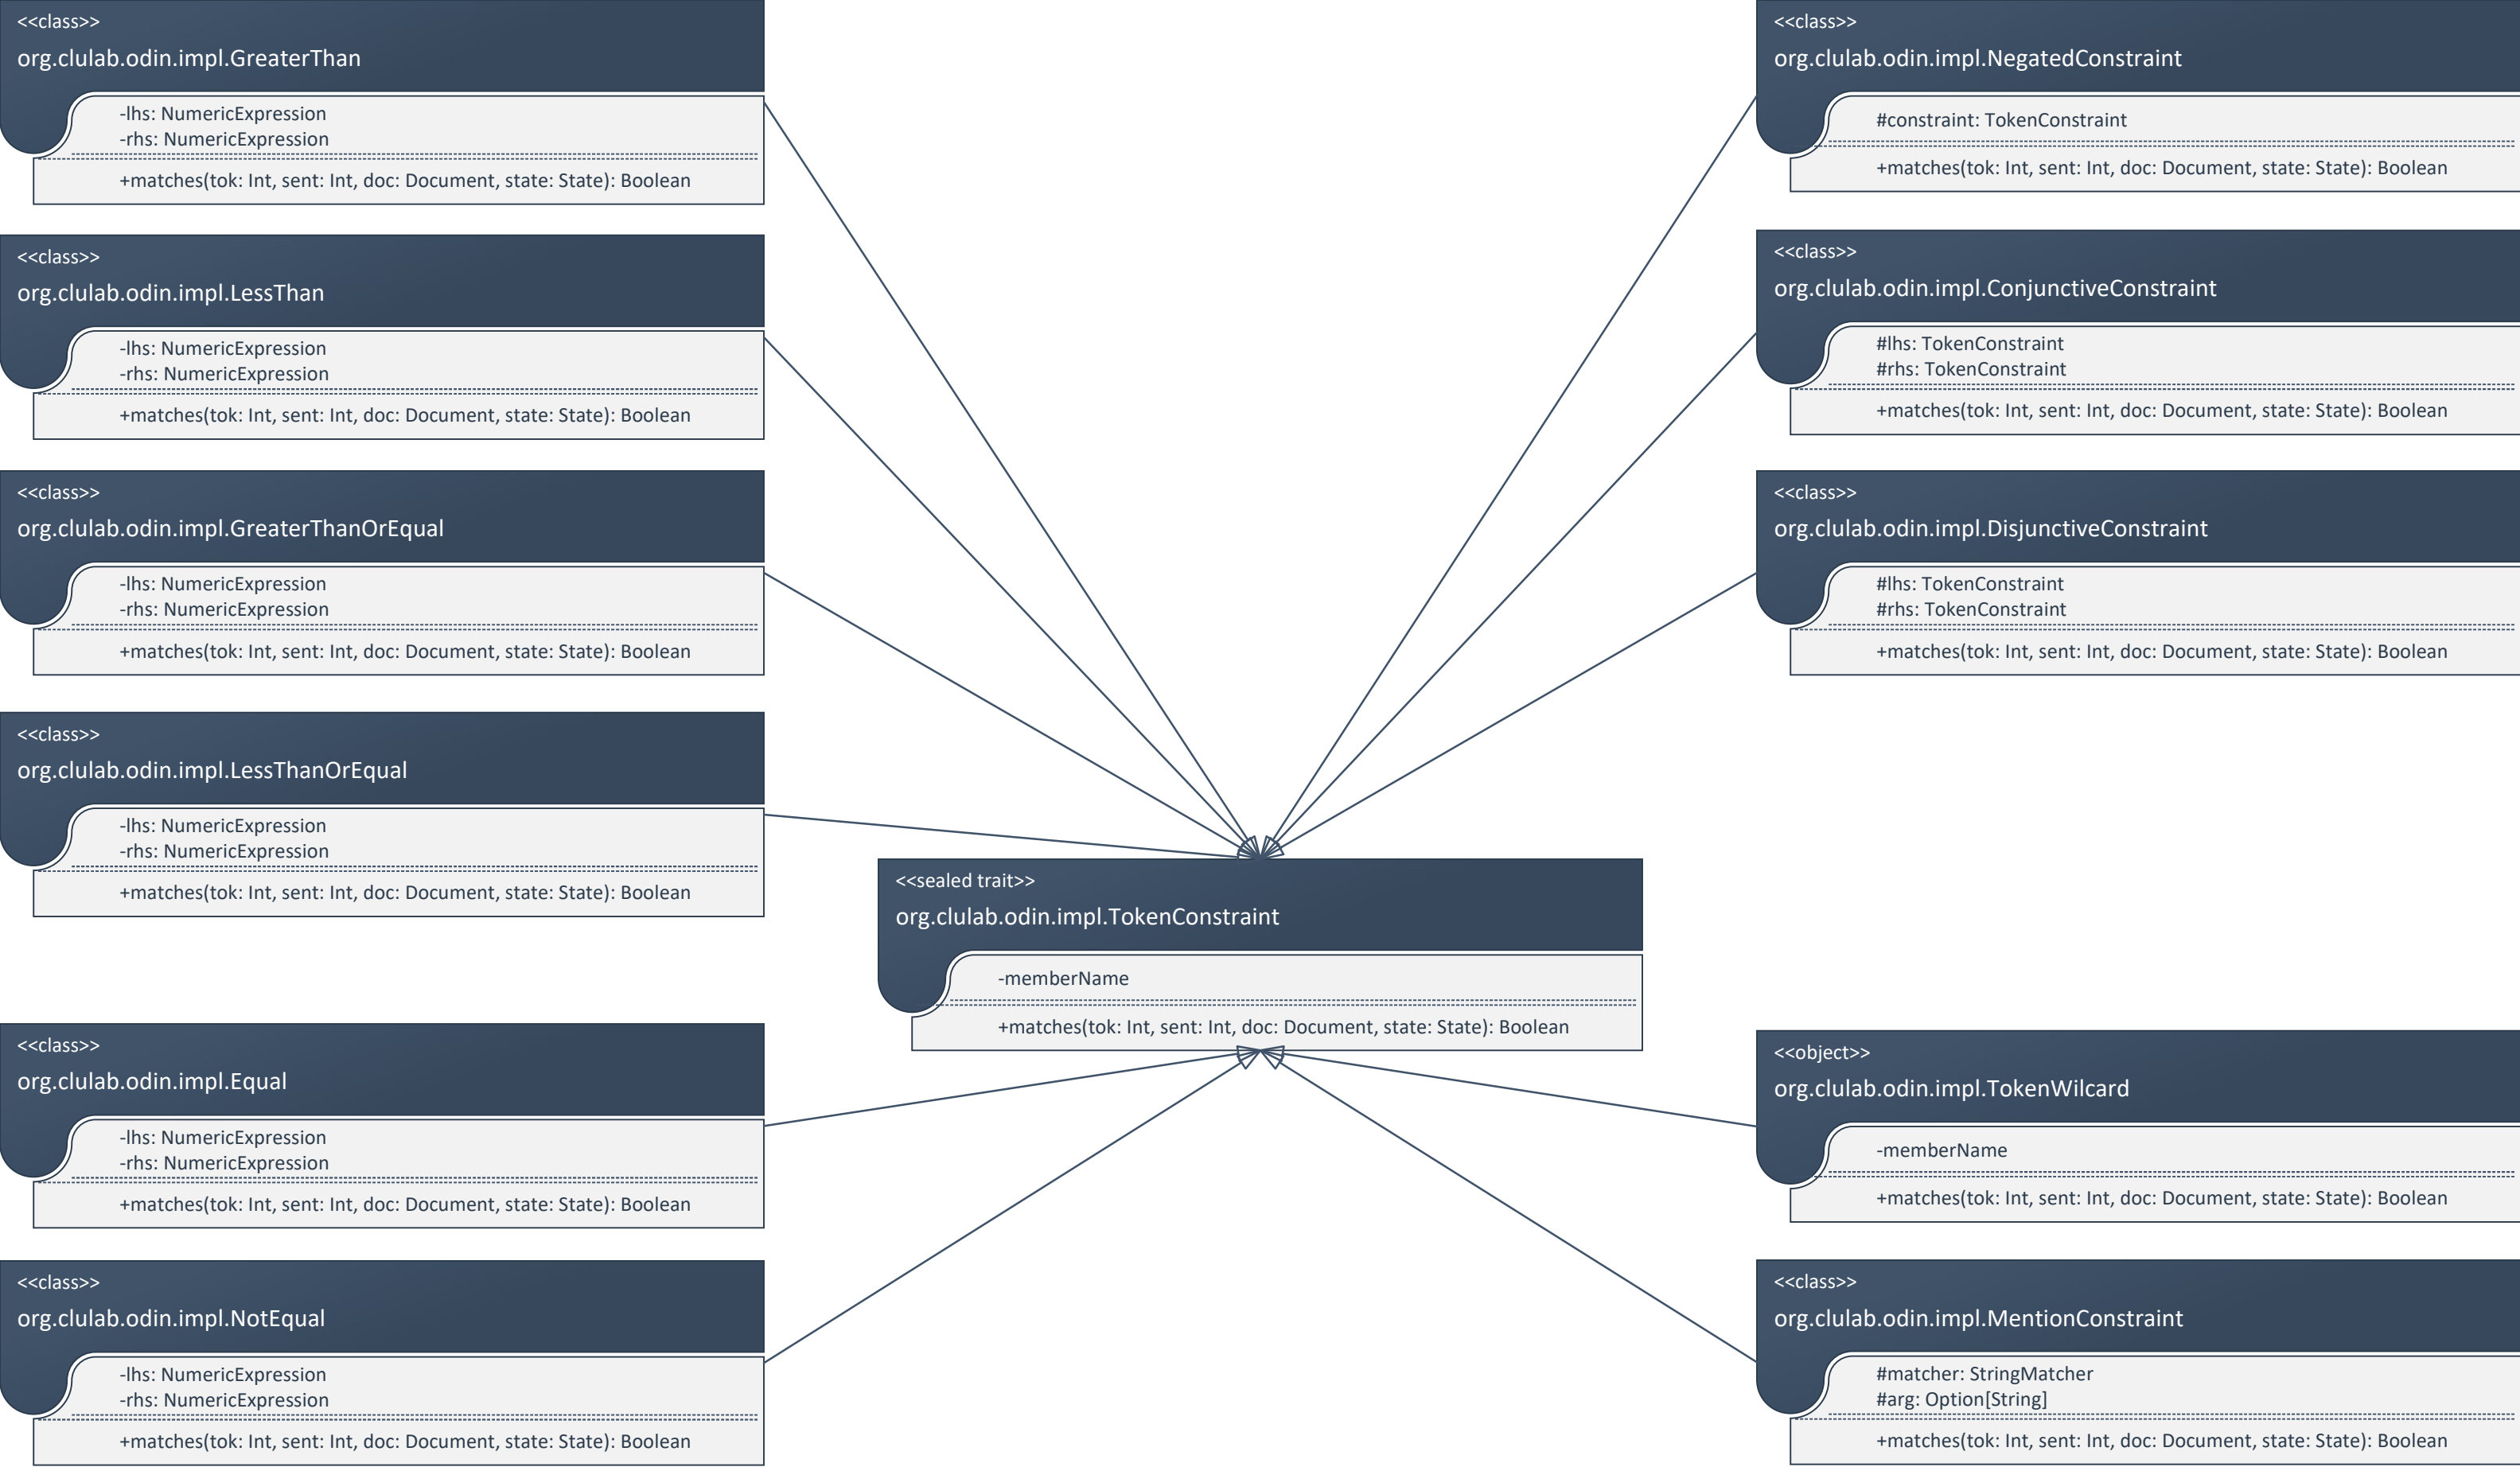 <<class>>
org.clulab.odin.impl.GreaterThan
-lhs: NumericExpression
-rhs: NumericExpression
+matches(tok: Int, sent: Int, doc: Document, state: State): Boolean
<<class>>
org.clulab.odin.impl.LessThan
-lhs: NumericExpression
-rhs: NumericExpression
+matches(tok: Int, sent: Int, doc: Document, state: State): Boolean
<<class>>
org.clulab.odin.impl.GreaterThanOrEqual
-lhs: NumericExpression
-rhs: NumericExpression
+matches(tok: Int, sent: Int, doc: Document, state: State): Boolean
<<class>>
org.clulab.odin.impl.LessThanOrEqual
-lhs: NumericExpression
-rhs: NumericExpression
+matches(tok: Int, sent: Int, doc: Document, state: State): Boolean
<<class>>
org.clulab.odin.impl.Equal
-lhs: NumericExpression
-rhs: NumericExpression
+matches(tok: Int, sent: Int, doc: Document, state: State): Boolean
<<class>>
org.clulab.odin.impl.NotEqual
-lhs: NumericExpression
-rhs: NumericExpression
+matches(tok: Int, sent: Int, doc: Document, state: State): Boolean
<<sealed trait>>
org.clulab.odin.impl.TokenConstraint
-memberName
+matches(tok: Int, sent: Int, doc: Document, state: State): Boolean
<<class>>
org.clulab.odin.impl.NegatedConstraint
#constraint: TokenConstraint
+matches(tok: Int, sent: Int, doc: Document, state: State): Boolean
<<class>>
org.clulab.odin.impl.ConjunctiveConstraint
#lhs: TokenConstraint
#rhs: TokenConstraint
+matches(tok: Int, sent: Int, doc: Document, state: State): Boolean
<<class>>
org.clulab.odin.impl.DisjunctiveConstraint
#lhs: TokenConstraint
#rhs: TokenConstraint
+matches(tok: Int, sent: Int, doc: Document, state: State): Boolean
<<object>>
org.clulab.odin.impl.TokenWilcard
-memberName
+matches(tok: Int, sent: Int, doc: Document, state: State): Boolean
<<class>>
org.clulab.odin.impl.MentionConstraint
#matcher: StringMatcher
#arg: Option[String]
+matches(tok: Int, sent: Int, doc: Document, state: State): Boolean